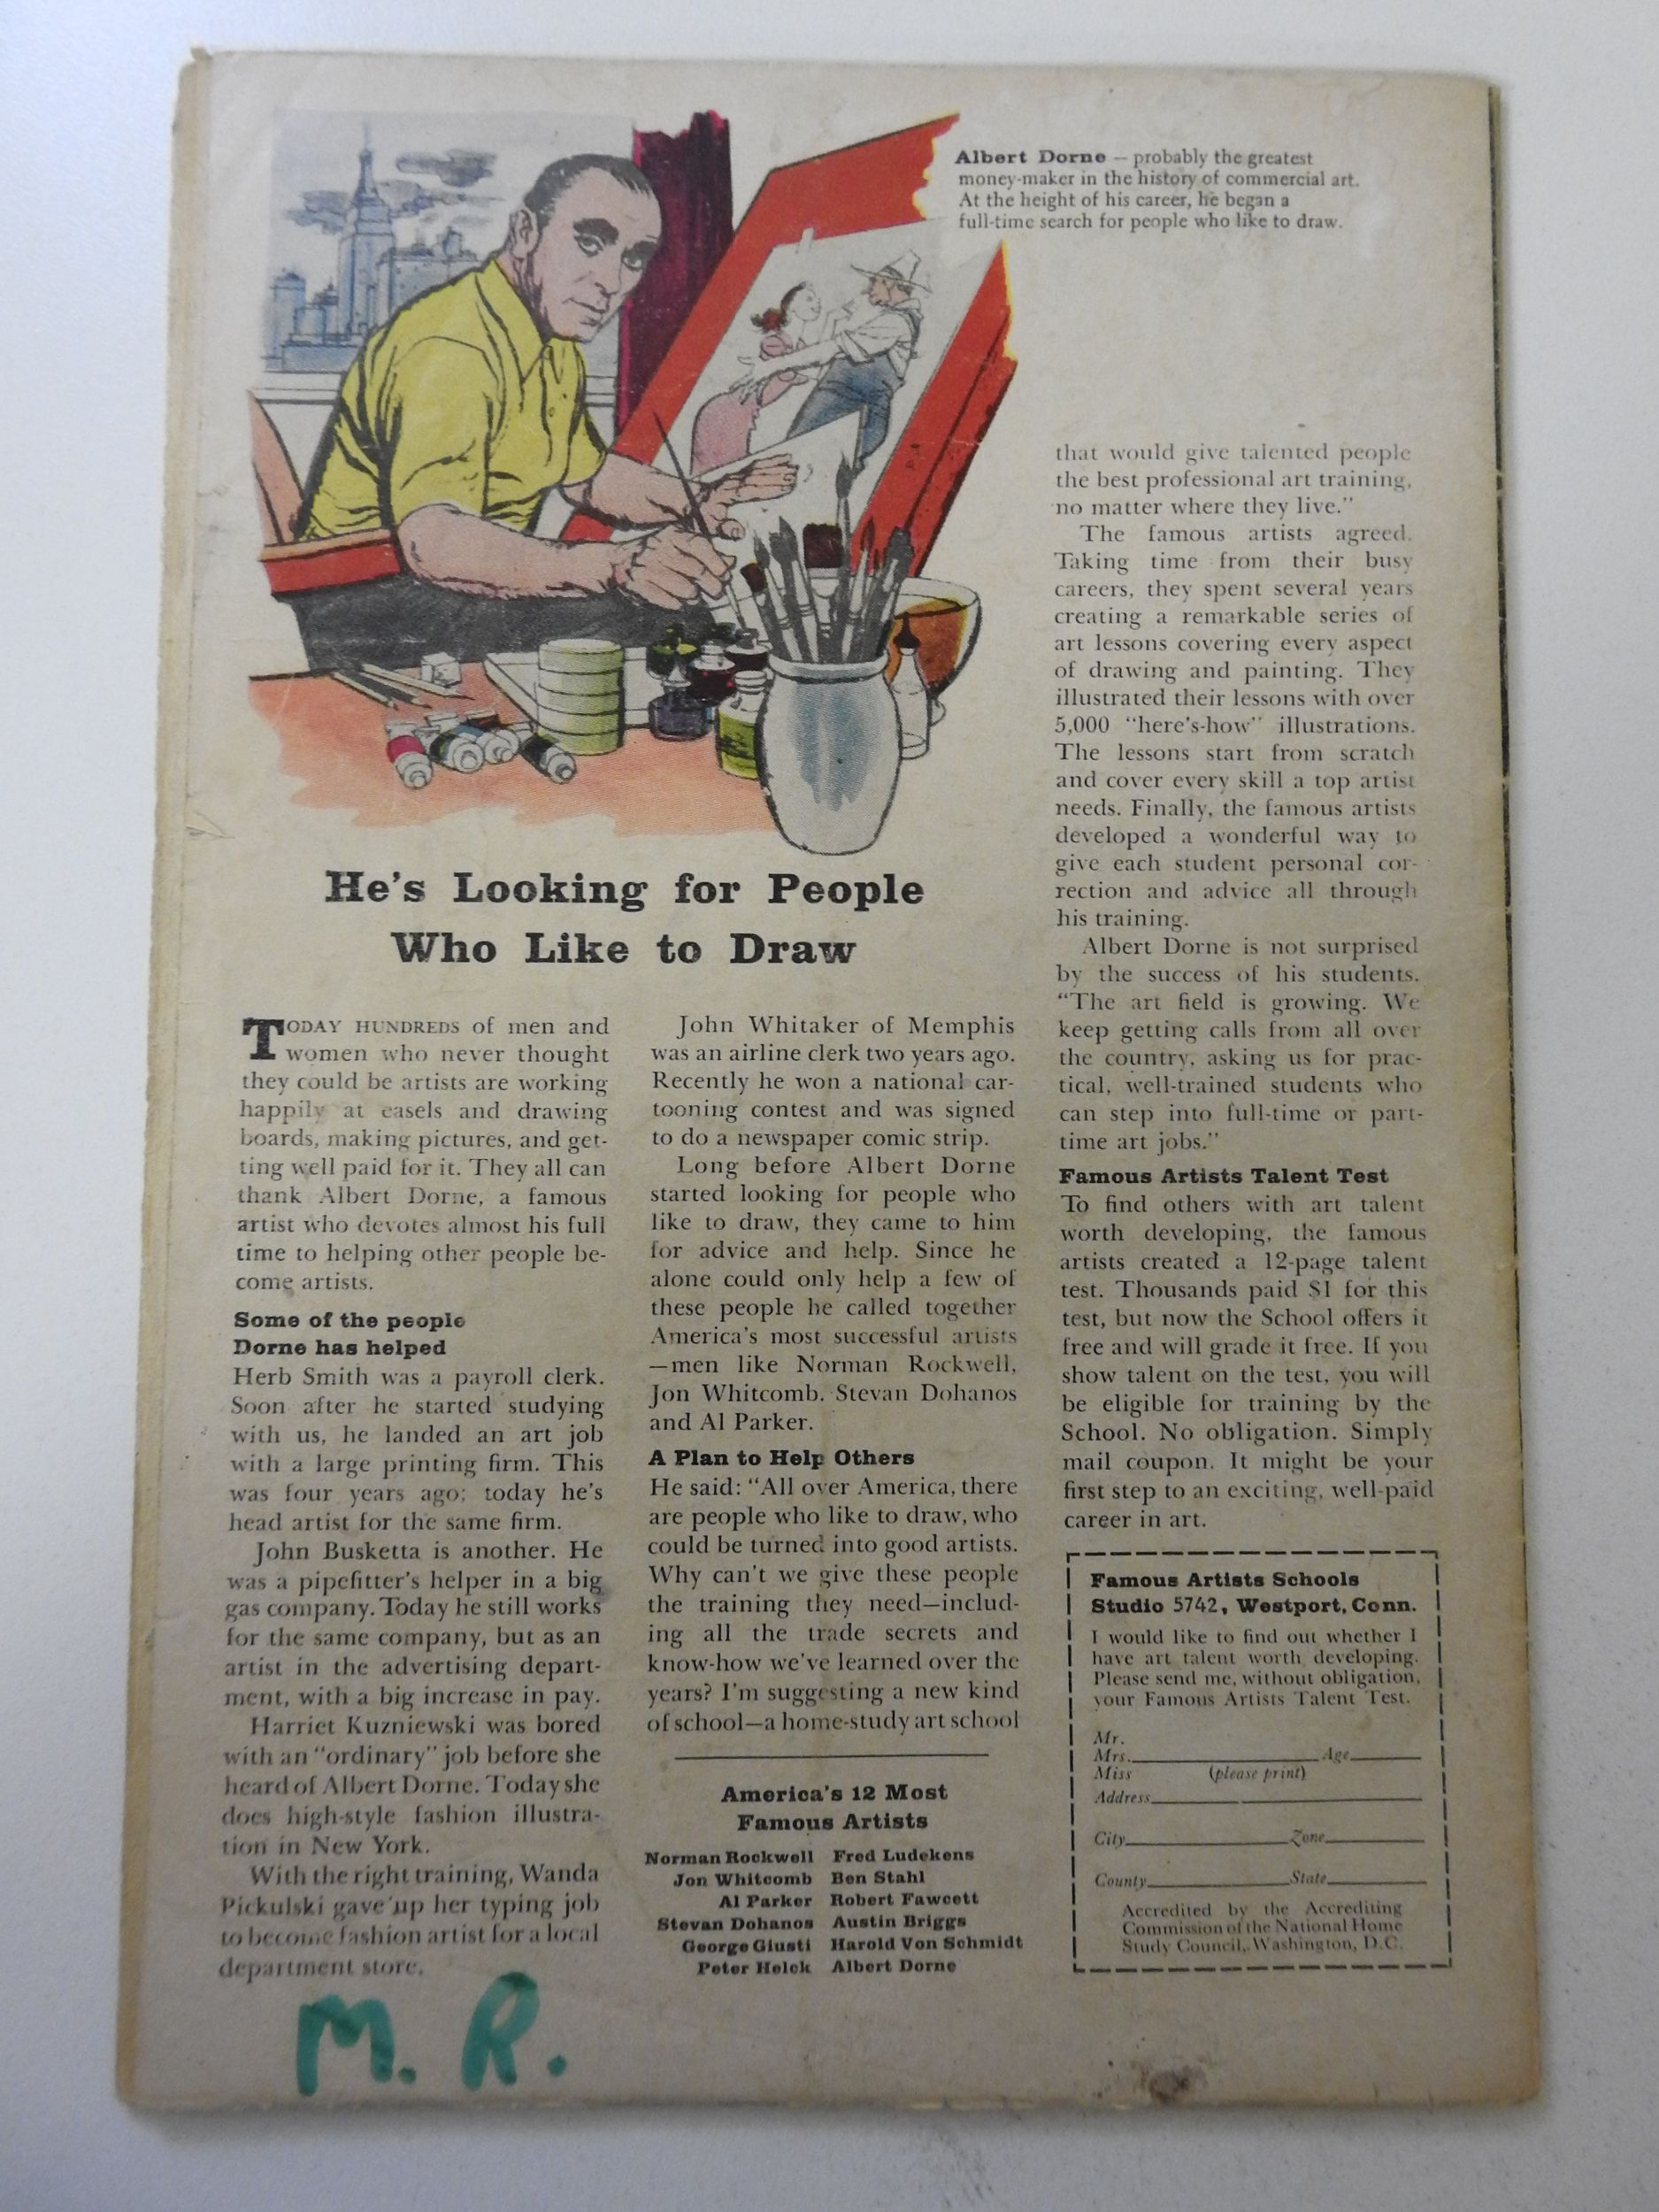 Albert Dorne — probably the greatest
money-maker in the history of commercial art.
At the height of his career, he began a
full-time search for people who like to draw.
He's Looking for People
Who Like to Draw
TODAY HUNDREDS of men and
women who never thought
they could be artists are working
happily at easels and drawing
boards, making pictures, and get-
ting well paid for it. They all can
thank Albert Dorne, a famous
artist who devotes almost his full
time to helping other people be-
come artists.
Some of the people
Dorne has helped
Herb Smith was a payroll clerk.
Soon after he started studying
with us, he landed an art job
with a large printing firm. This
was four years ago; today he's
head artist for the same firm.
John Busketta is another. He
was a pipefitter's helper in a big
gas company. Today he still works
for the same company, but as an
artist in the advertising depart-
ment, with a big increase in pay.
Harriet Kuzniewski was bored
with an "ordinary" job before she
heard of Albert Dorne. Today she
does high-style fashion illustra-
tion in New York.
With the right training, Wanda
Pickulski gave up her typing job
to become fashion artist for a local
department store.
John Whitaker of Memphis
was an airline clerk two years ago.
Recently he won a national car-
tooning contest and was signed
to do a newspaper comic strip.
Long before Albert Dorne
started looking for people who
like to draw, they came to him
for advice and help. Since he
alone could only help a few of
these people he called together
America's most successful artists
—men like Norman Rockwell,
Jon Whitcomb, Stevan Dohanos
and Al Parker.
A Plan to Help Others
He said: "All over America, there
are people who like to draw, who
could be turned into good artists.
Why can't we give these people
the training they need—includ-
ing all the trade secrets and
know-how we've learned over the
years? I'm suggesting a new kind
of school—a home-study art school
that would give talented people
the best professional art training,
no matter where they live."
The famous artists agreed.
Taking time from their busy
careers, they spent several years
creating a remarkable series of
art lessons covering every aspect
of drawing and painting. They
illustrated their lessons with over
5,000 "here's-how" illustrations.
The lessons start from scratch
and cover every skill a top artist
needs. Finally, the famous artists
developed a wonderful way to
give each student personal cor-
rection and advice all through
his training.
Albert Dorne is not surprised
by the success of his students.
"The art field is growing. We
keep getting calls from all over
the country, asking us for prac-
tical, well-trained students who
can step into full-time or part-
time art jobs."
Famous Artists Talent Test
To find others with art talent
worth developing, the famous
artists created a 12-page talent
test. Thousands paid $1 for this
test, but now the School offers it
free and will grade it free. If you
show talent on the test, you will
be eligible for training by the
School. No obligation. Simply
mail coupon. It might be your
first step to an exciting, well-paid
career in art.
America's 12 Most
Famous Artists
Norman Rockwell Fred Ludekens
Jon Whitcomb Ben Stahl
Al Parker Robert Fawcett
Stevan Dohanos Austin Briggs
George Giusti Harold Von Schmidt
Peter Helck Albert Dorne
Famous Artists Schools
Studio 5742, Westport, Conn.
I would like to find out whether I
have art talent worth developing.
Please send me, without obligation,
your Famous Artists Talent Test.
Mr.
Mrs. Age
Miss (please print)
Address
City Zone
County State
Accredited by the Accrediting
Commission of the National Home
Study Council, Washington, D.C.
M. R.